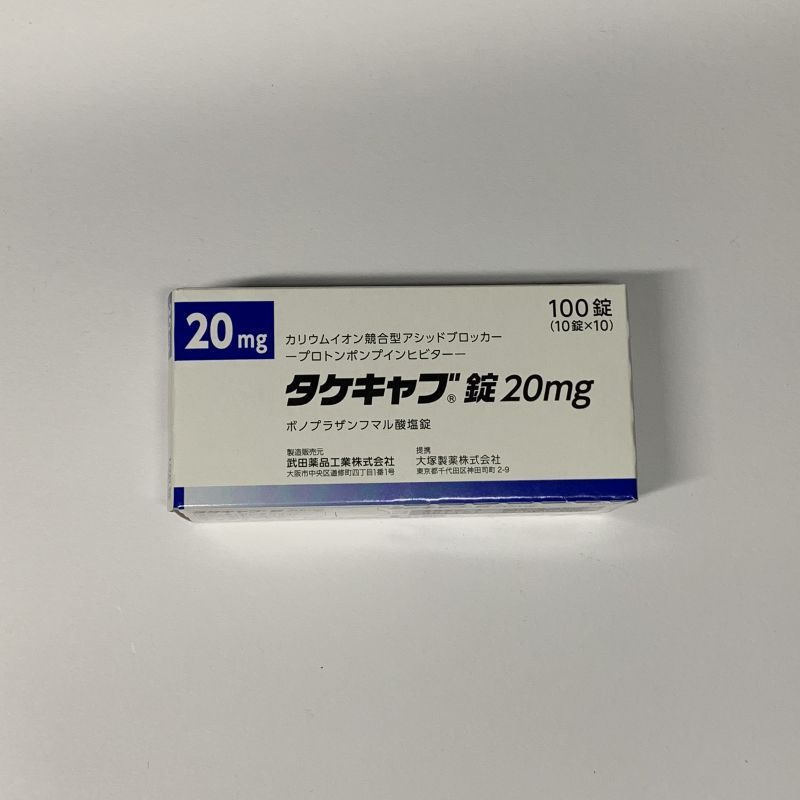 20 mg
カリウムイオン競合型アシッドブロッカー
―プロトンポンプインヒビター―
100錠
(10錠×10)
タケキャブ®錠20mg
ボノプラザンフマル酸塩錠
製造販売元
武田薬品工業株式会社
大阪市中央区道修町四丁目1番1号
提携
大塚製薬株式会社
東京都千代田区神田司町 2-9